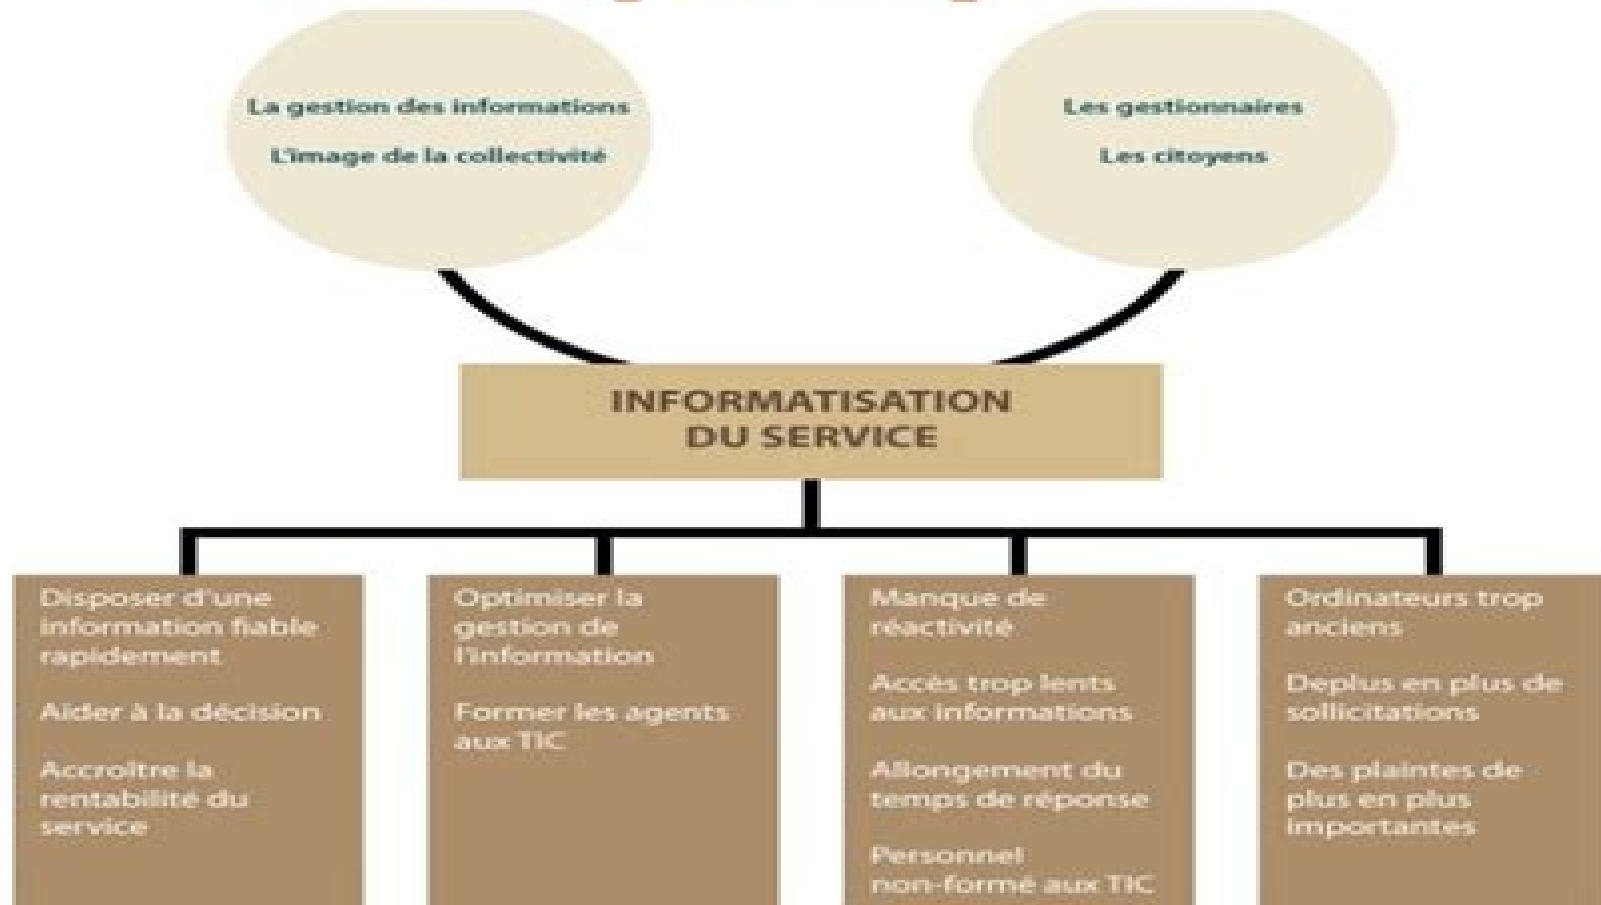 La gestion des informations
L'image de la collectivité
Les gestionnaires
Les citoyens
INFORMATISATION
DU SERVICE
Disposer d'une
information fiable
rapidement
Aider à la décision
Accroître la
rentabilité du
service
Optimiser la
gestion de
l'information
Former les agents
aux TIC
Manque de
réactivité
Accès trop lents
aux informations
Allongement du
temps de réponse
Personnel
non-formé aux TIC
Ordinateurs trop
anciens
Deplus en plus de
sollicitations
Des plaintes de
plus en plus
importantes